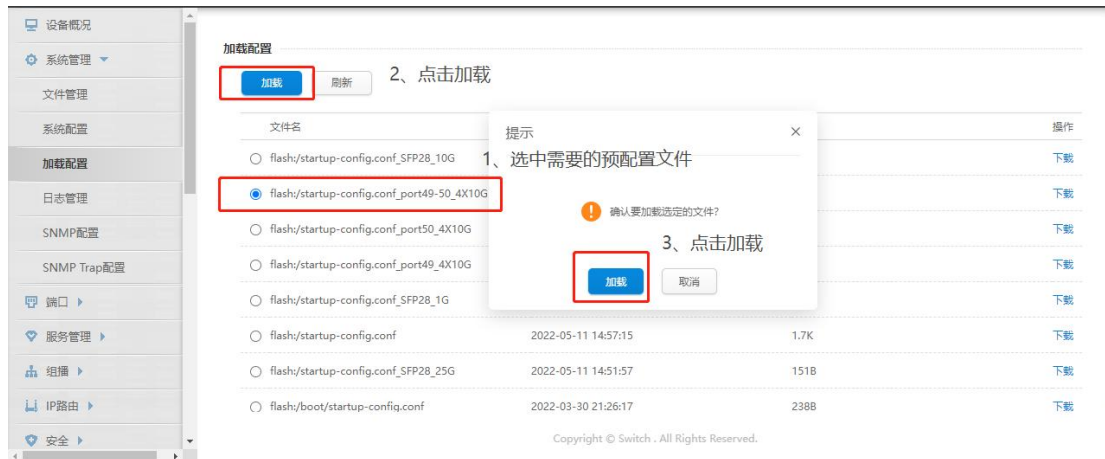 设备概况
系统管理
文件管理
系统配置
加载配置
日志管理
SNMP配置
SNMP Trap配置
端口
服务管理
组播
IP路由
安全
加载配置
加载 刷新 2、点击加载
文件名 操作
flash:/startup-config.conf_SFP28_10G 下载
flash:/startup-config.conf_port49-50_4X10G 下载
flash:/startup-config.conf_port50_4X10G 下载
flash:/startup-config.conf_port49_4X10G 下载
flash:/startup-config.conf_SFP28_1G 下载
flash:/startup-config.conf 2022-05-11 14:57:15 1.7K 下载
flash:/startup-config.conf_SFP28_25G 2022-05-11 14:51:57 151B 下载
flash:/boot/startup-config.conf 2022-03-30 21:26:17 238B 下载
提示 ×
1、选中需要的预配置文件
! 确认要加载选定的文件?
3、点击加载
加载 取消
Copyright © Switch . All Rights Reserved.